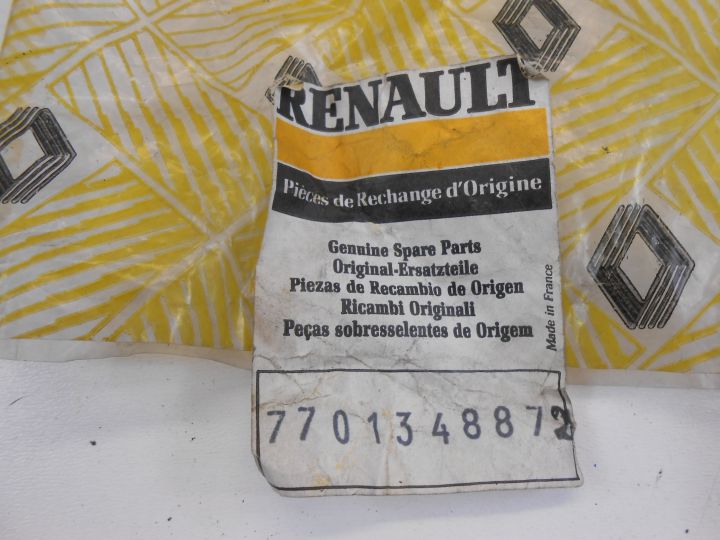 RENAULT
Pièces de Rechange d'Origine
Genuine Spare Parts
Original-Ersatzteile
Piezas de Recambio de Origen
Ricambi Originali
Peças sobresselentes de Origem
Made in France
7701348872